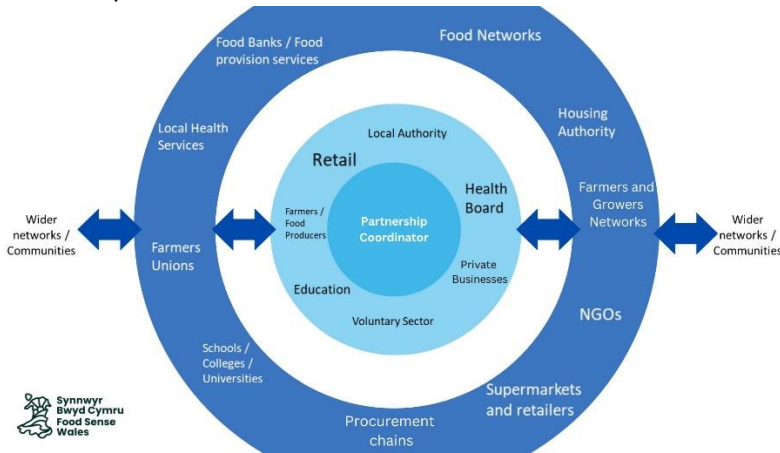 Food Networks
Food Banks / Food
provision services
Housing
Authority
Local Health
Services
Local Authority
Retail
Health
Board
Farmers and
Growers
Networks
Farmers /
Food
Producers
Partnership
Coordinator
Wider
networks /
Communities
Wider
networks /
Communities
Farmers
Unions
Private
Businesses
Education
NGOs
Voluntary Sector
Schools /
Colleges /
Universities
Supermarkets
and retailers
Procurement
chains
Synnwyr
Bwyd Cymru
Food Sense
Wales